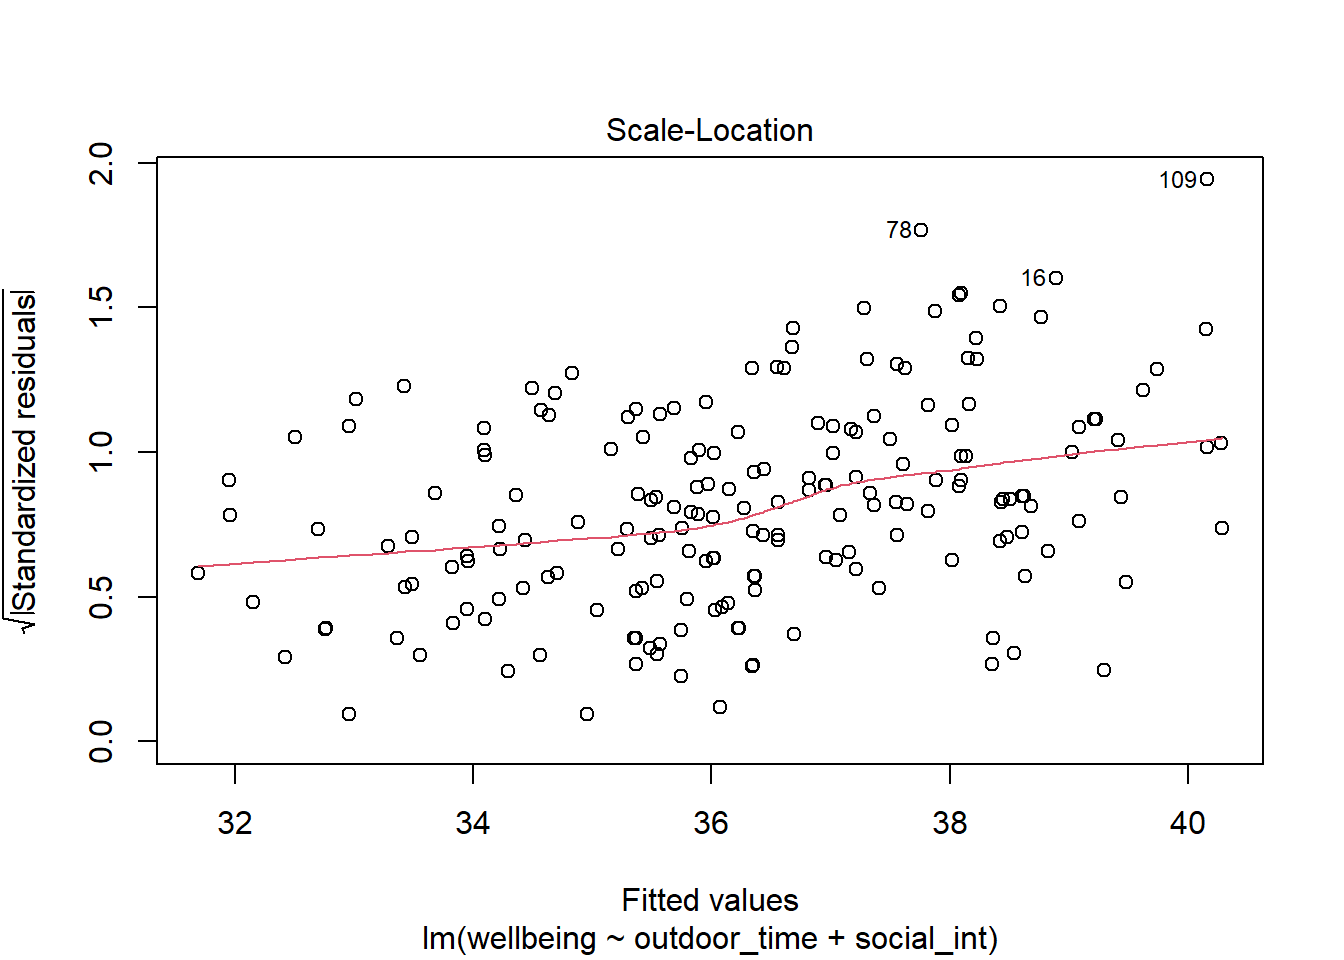 Scale-Location
√|Standardized residuals|
2.0
1.5
1.0
0.5
0.0
109
78
16
32 34 36 38 40
Fitted values
lm(wellbeing ~ outdoor_time + social_int)